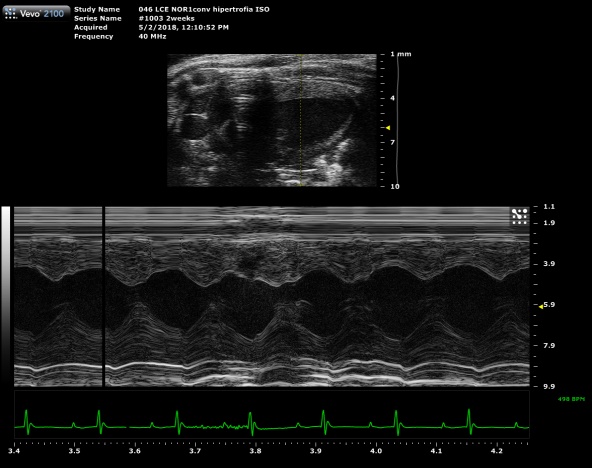 Vevo 2100
Study Name 046 LCE NOR1conv hipertrofia ISO
Series Name #1003 2weeks
Acquired 5/2/2018, 12:10:52 PM
Frequency 40 MHz
1 mm
4
7
10
1.1
1.9
3.9
5.9
7.9
9.9
498 BPM
3.4 3.5 3.6 3.7 3.8 3.9 4.0 4.1 4.2